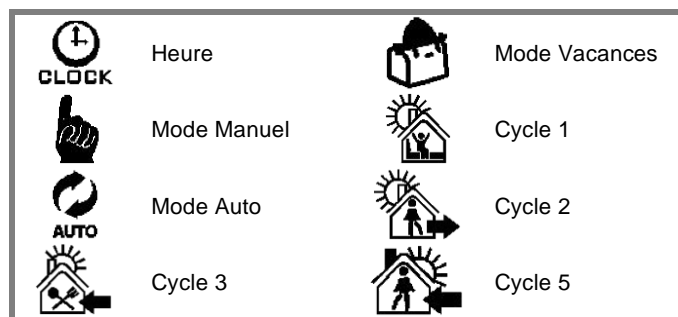 CLOCK Heure Mode Vacances
Mode Manuel Cycle 1
AUTO Mode Auto Cycle 2
Cycle 3 Cycle 5